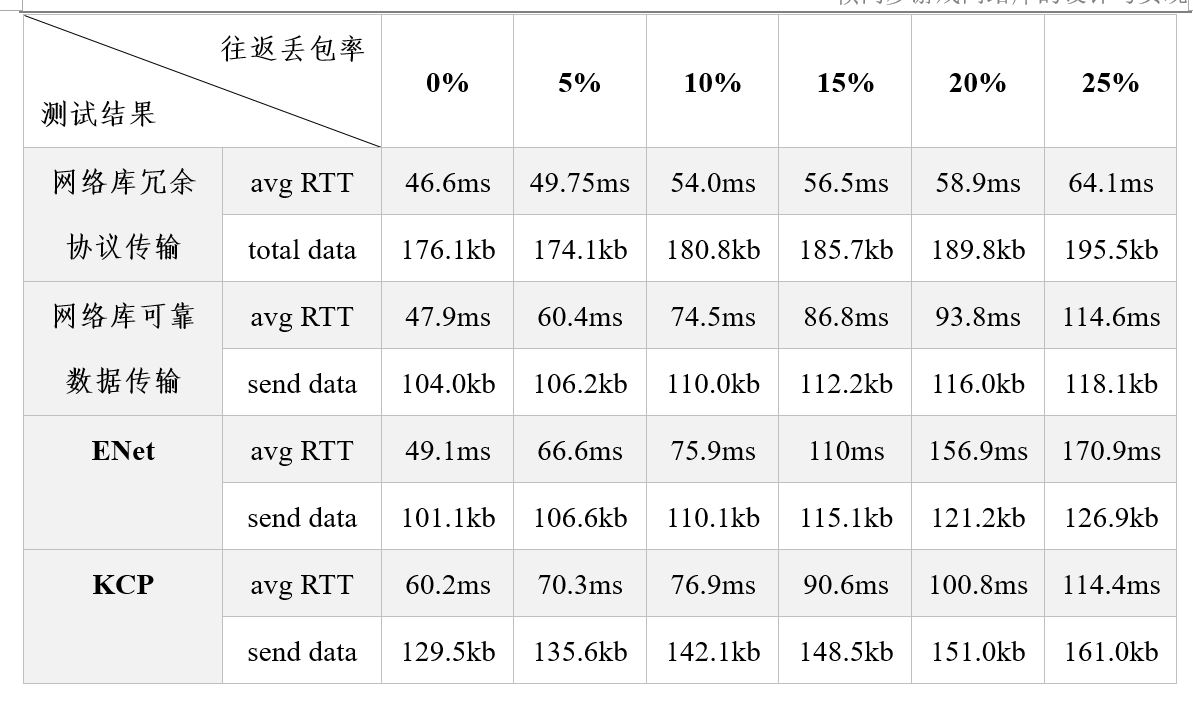 往返丢包率
测试结果
0% 5% 10% 15% 20% 25%
网络库冗余
协议传输
avg RTT 46.6ms 49.75ms 54.0ms 56.5ms 58.9ms 64.1ms
total data 176.1kb 174.1kb 180.8kb 185.7kb 189.8kb 195.5kb
网络库可靠
数据传输
avg RTT 47.9ms 60.4ms 74.5ms 86.8ms 93.8ms 114.6ms
send data 104.0kb 106.2kb 110.0kb 112.2kb 116.0kb 118.1kb
ENet
avg RTT 49.1ms 66.6ms 75.9ms 110ms 156.9ms 170.9ms
send data 101.1kb 106.6kb 110.1kb 115.1kb 121.2kb 126.9kb
KCP
avg RTT 60.2ms 70.3ms 76.9ms 90.6ms 100.8ms 114.4ms
send data 129.5kb 135.6kb 142.1kb 148.5kb 151.0kb 161.0kb